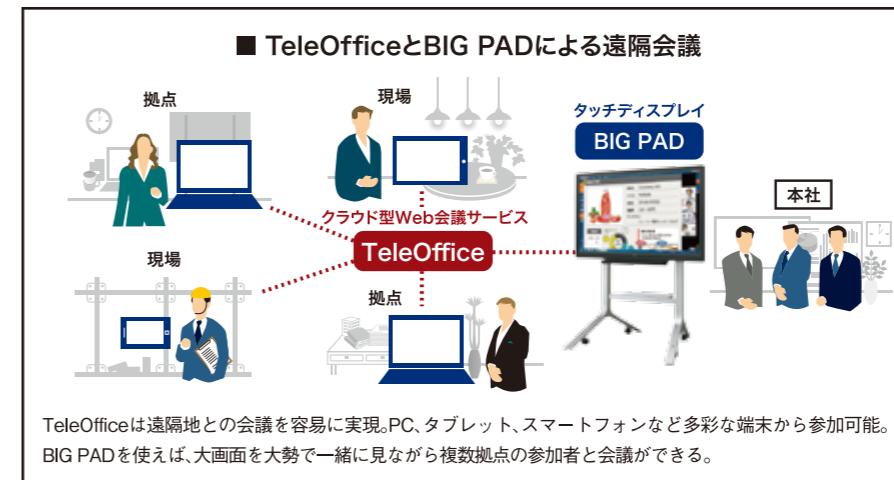 ■ TeleOfficeとBIG PADによる遠隔会議
拠点
現場
タッチディスプレイ
BIG PAD
本社
クラウド型Web会議サービス
TeleOffice
現場
拠点
TeleOfficeは遠隔地との会議を容易に実現。PC、タブレット、スマートフォンなど多彩な端末から参加可能。
BIG PADを使えば、大画面を大勢で一緒に見ながら複数拠点の参加者と会議ができる。